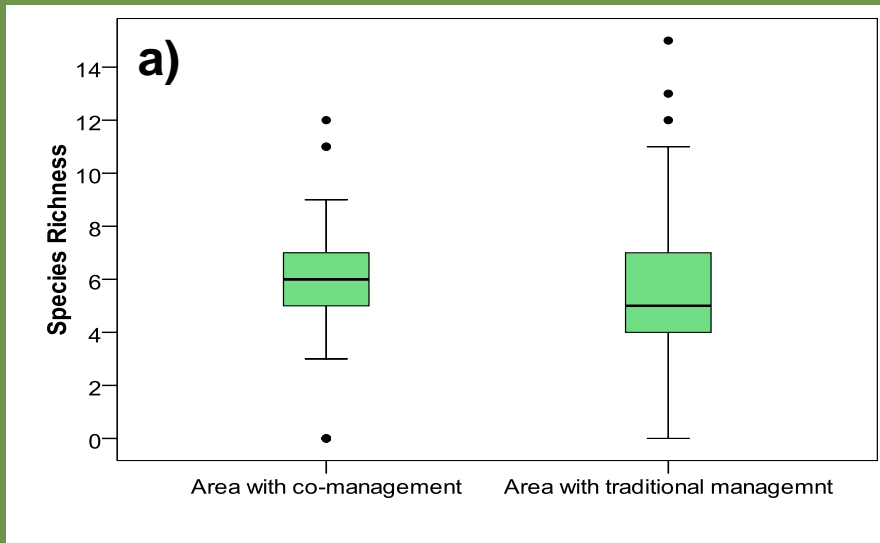 a)
Species Richness
14
12
10
8
6
4
2
0
Area with co-management
Area with traditional managemnt